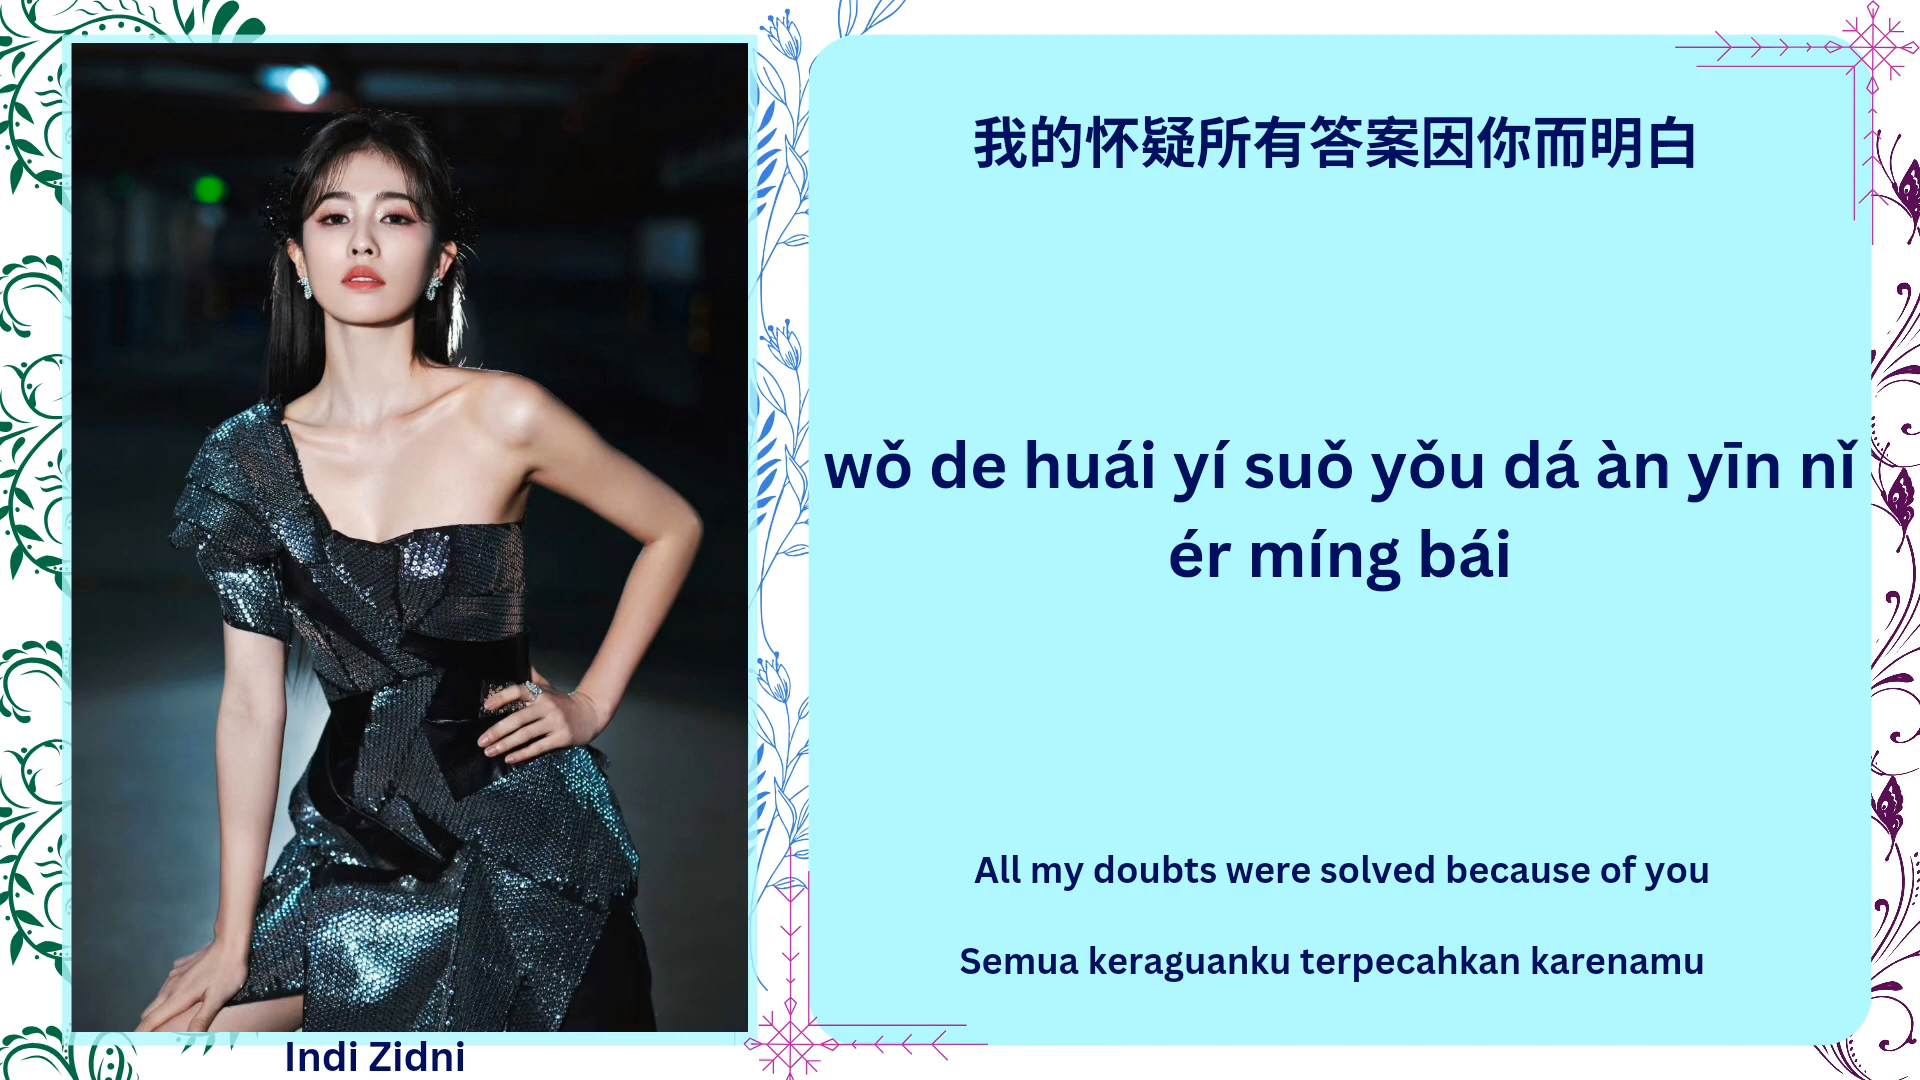 我的怀疑所有答案因你而明白
wǒ de huái yí suǒ yǒu dá àn yīn nǐ
ér míng bái
All my doubts were solved because of you
Semua keraguanku terpecahkan karenamu
Indi Zidni